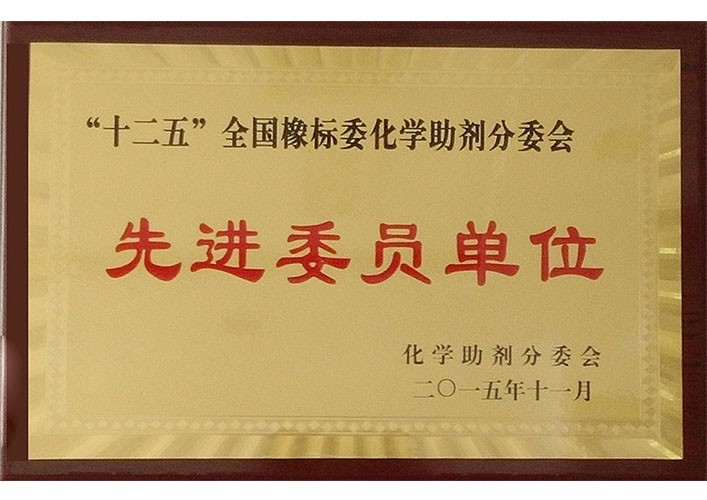 “十二五”全国橡标委化学助剂分委会
先进委员单位
化学助剂分委会
二〇一五年十一月